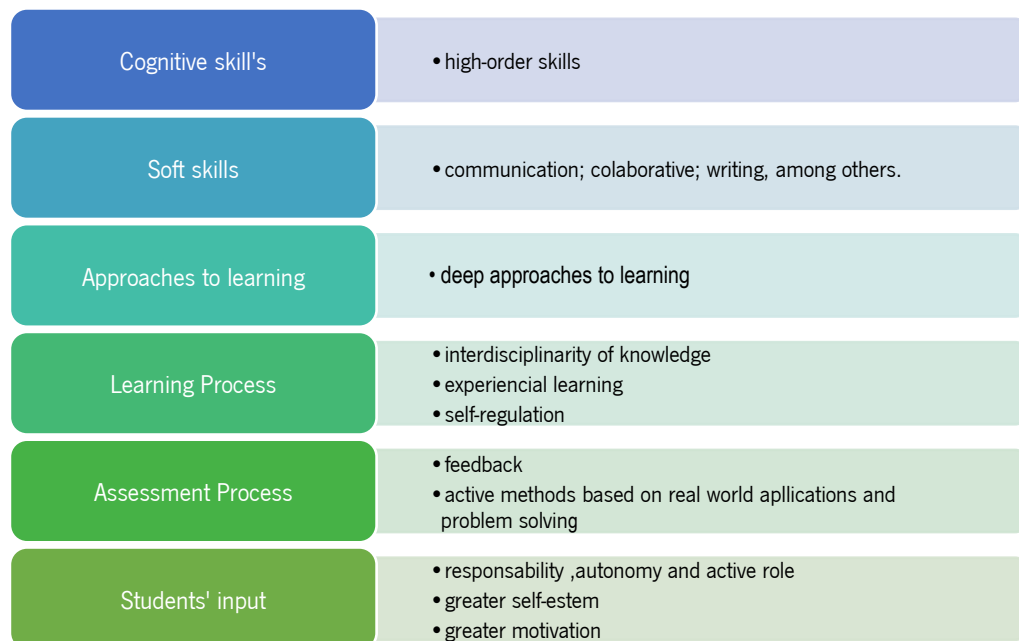 Cognitive skill's
• high-order skills
Soft skills
• communication; colaborative; writing, among others.
Approaches to learning
• deep approaches to learning
Learning Process
• interdisciplinarity of knowledge
• experiencial learning
• self-regulation
Assessment Process
• feedback
• active methods based on real world apllications and
problem solving
Students' input
• responsability ,autonomy and active role
• greater self-estem
• greater motivation